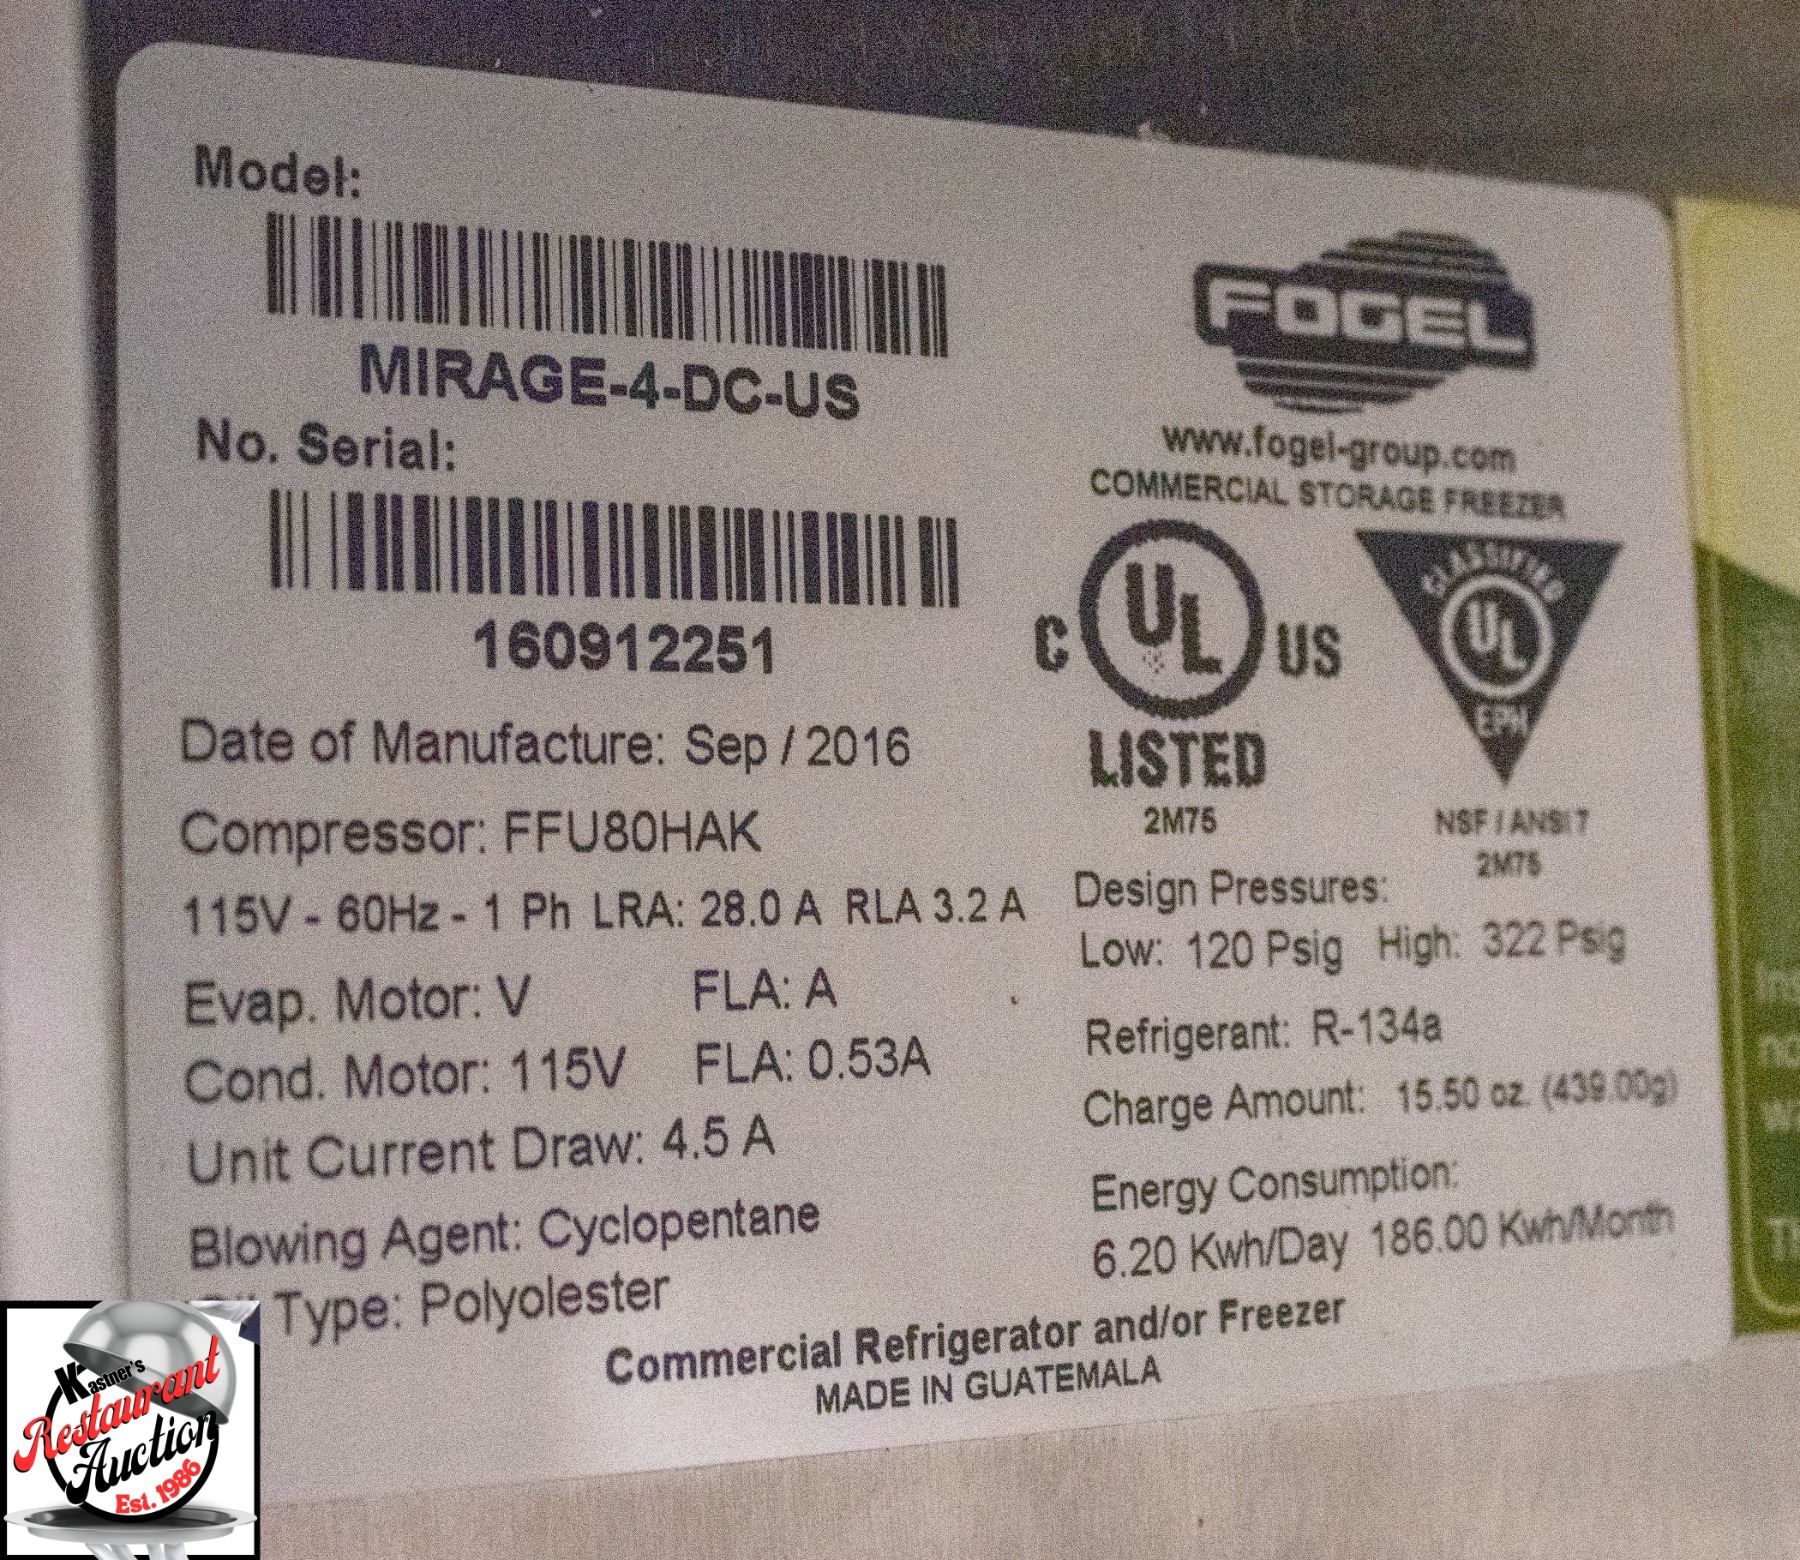 Model:
MIRAGE-4-DC-US
No. Serial:
160912251
Date of Manufacture: Sep / 2016
Compressor: FFU80HAK
115V - 60Hz - 1 Ph LRA: 28.0 A RLA 3.2 A
Evap. Motor: V FLA: A
Cond. Motor: 115V FLA: 0.53A
Unit Current Draw: 4.5 A
Blowing Agent: Cyclopentane
Type: Polyolester
FOGEL
www.fogel-group.com
COMMERCIAL STORAGE FREEZER
C UL US
LISTED
2M75
CLASSIFIED
UL
EPH
NSF / ANSI 7
2M75
Design Pressures:
Low: 120 Psig High: 322 Psig
Refrigerant: R-134a
Charge Amount: 15.50 oz. (439.00g)
Energy Consumption:
6.20 Kwh/Day 186.00 Kwh/Month
Commercial Refrigerator and/or Freezer
MADE IN GUATEMALA
Kastner's
Restaurant
Auction
Est. 1986